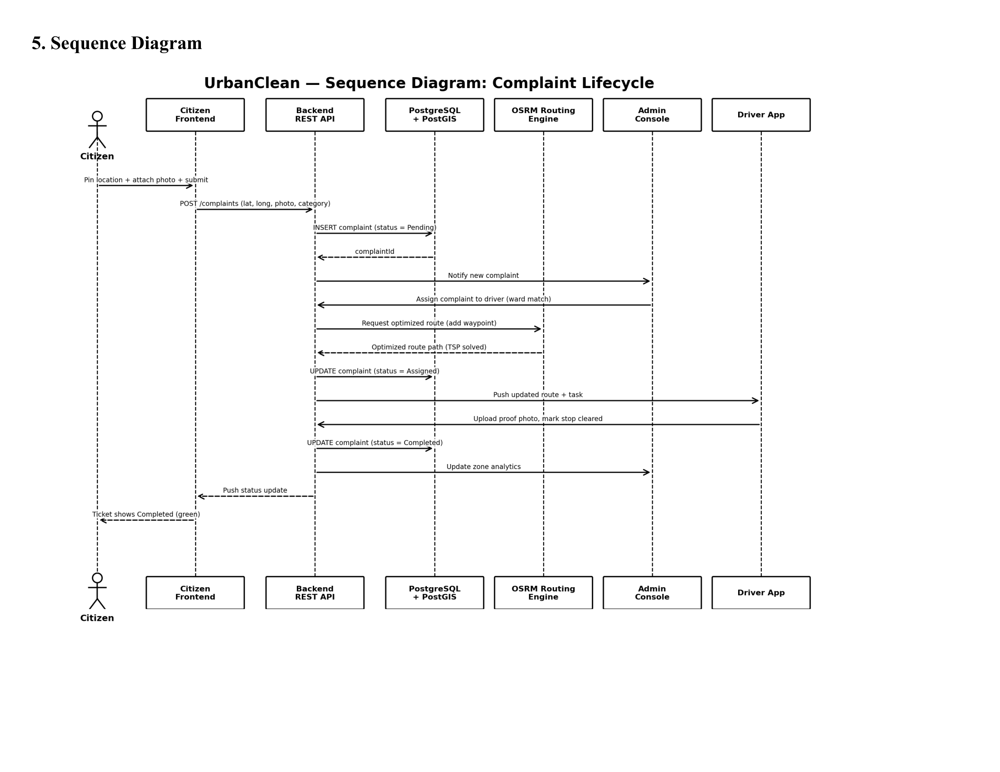 5. Sequence Diagram
UrbanClean — Sequence Diagram: Complaint Lifecycle
Citizen
Frontend
Backend
REST API
PostgreSQL
+ PostGIS
OSRM Routing
Engine
Admin
Console
Driver App
Citizen
Pin location + attach photo + submit
POST /complaints (lat, long, photo, category)
INSERT complaint (status = Pending)
complaintId
Notify new complaint
Assign complaint to driver (ward match)
Request optimized route (add waypoint)
Optimized route path (TSP solved)
UPDATE complaint (status = Assigned)
Push updated route + task
Upload proof photo, mark stop cleared
UPDATE complaint (status = Completed)
Update zone analytics
Push status update
Ticket shows Completed (green)
Citizen
Frontend
Backend
REST API
PostgreSQL
+ PostGIS
OSRM Routing
Engine
Admin
Console
Driver App
Citizen